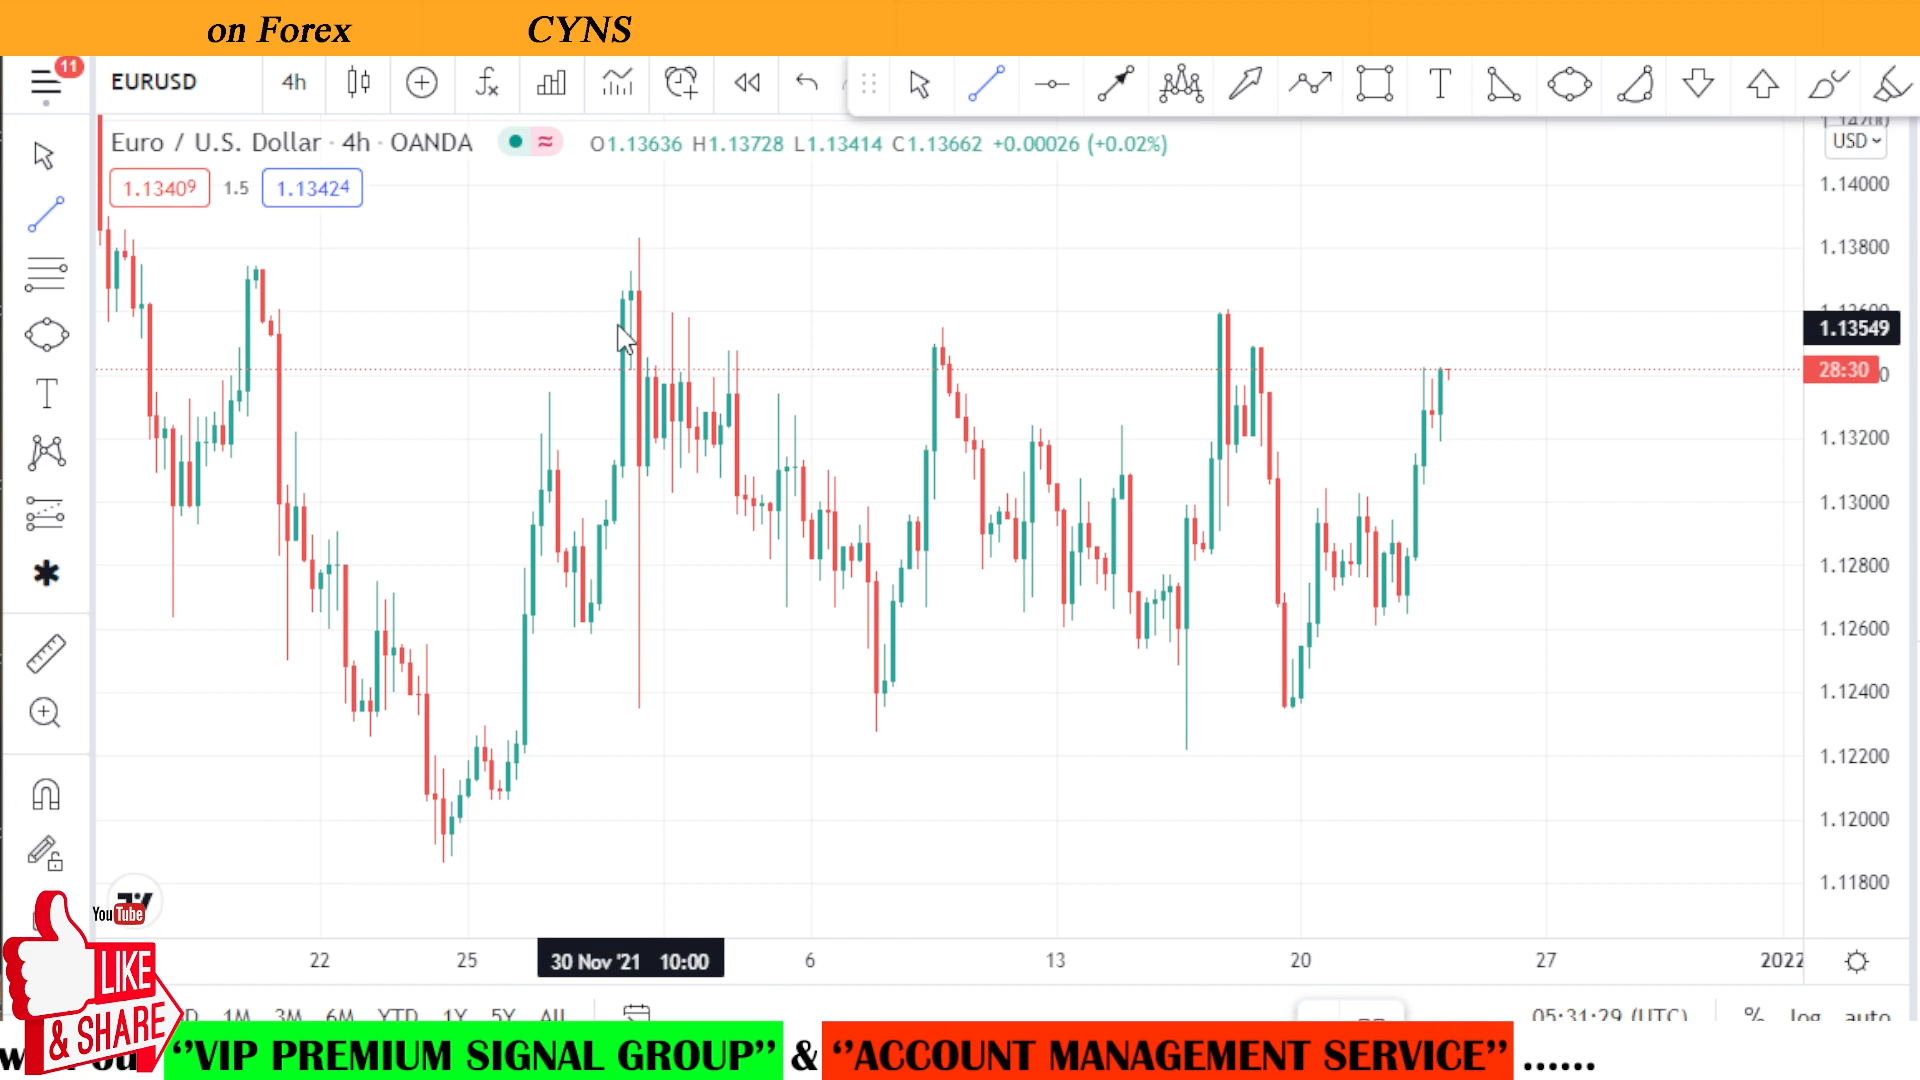 on Forex CYNS
11 EURUSD 4h fx
Euro / U.S. Dollar · 4h · OANDA O1.13636 H1.13728 L1.13414 C1.13662 +0.00026 (+0.02%)
USD
1.13409 1.5 1.13424
1.14000
1.13800
1.13549
28:30
1.13200
1.13000
1.12800
1.12600
1.12400
1.12200
1.12000
1.11800
22 25 30 Nov '21 10:00 6 13 20 27 2022
1M 3M 6M YTD 1Y 5Y All 05:31:29 (UTC) % log auto
YouTube
LIKE
& SHARE
‘‘VIP PREMIUM SIGNAL GROUP’’ & ‘‘ACCOUNT MANAGEMENT SERVICE’’ ......